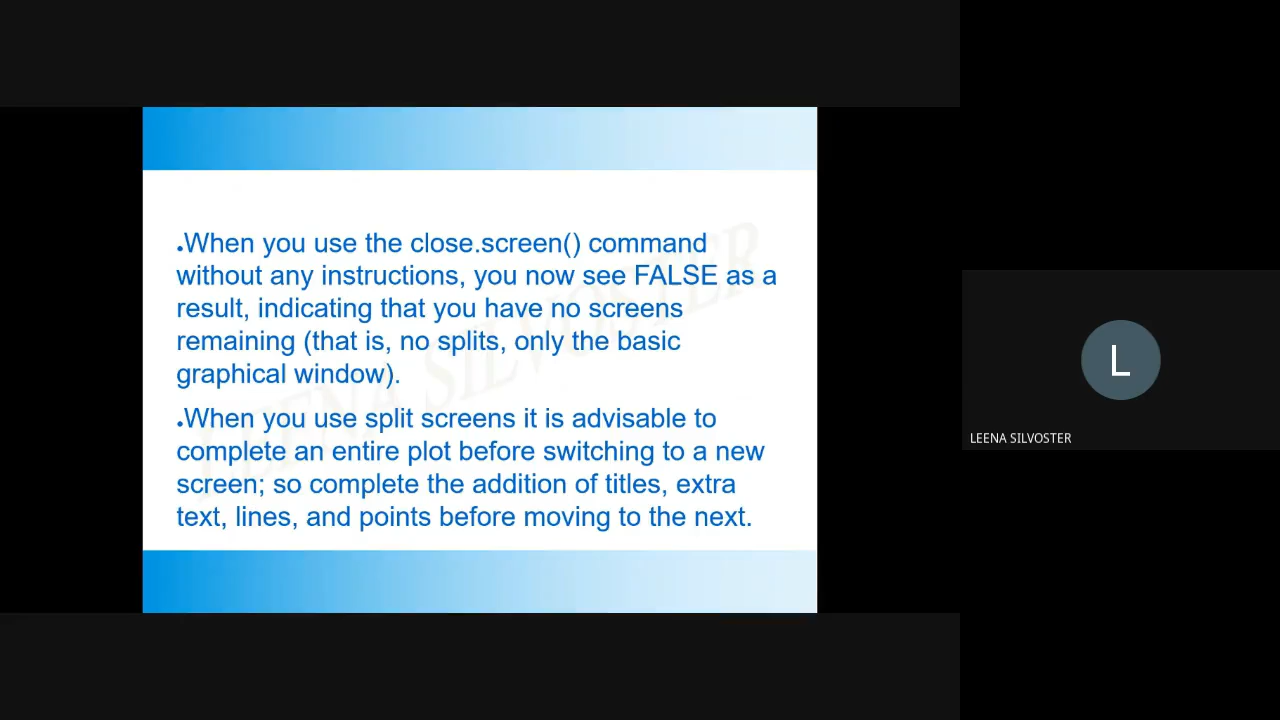 •When you use the close.screen() command
without any instructions, you now see FALSE as a
result, indicating that you have no screens
remaining (that is, no splits, only the basic
graphical window).
•When you use split screens it is advisable to
complete an entire plot before switching to a new
screen; so complete the addition of titles, extra
text, lines, and points before moving to the next.
LEENA SILVOSTER
L
LEENA SILVOSTER